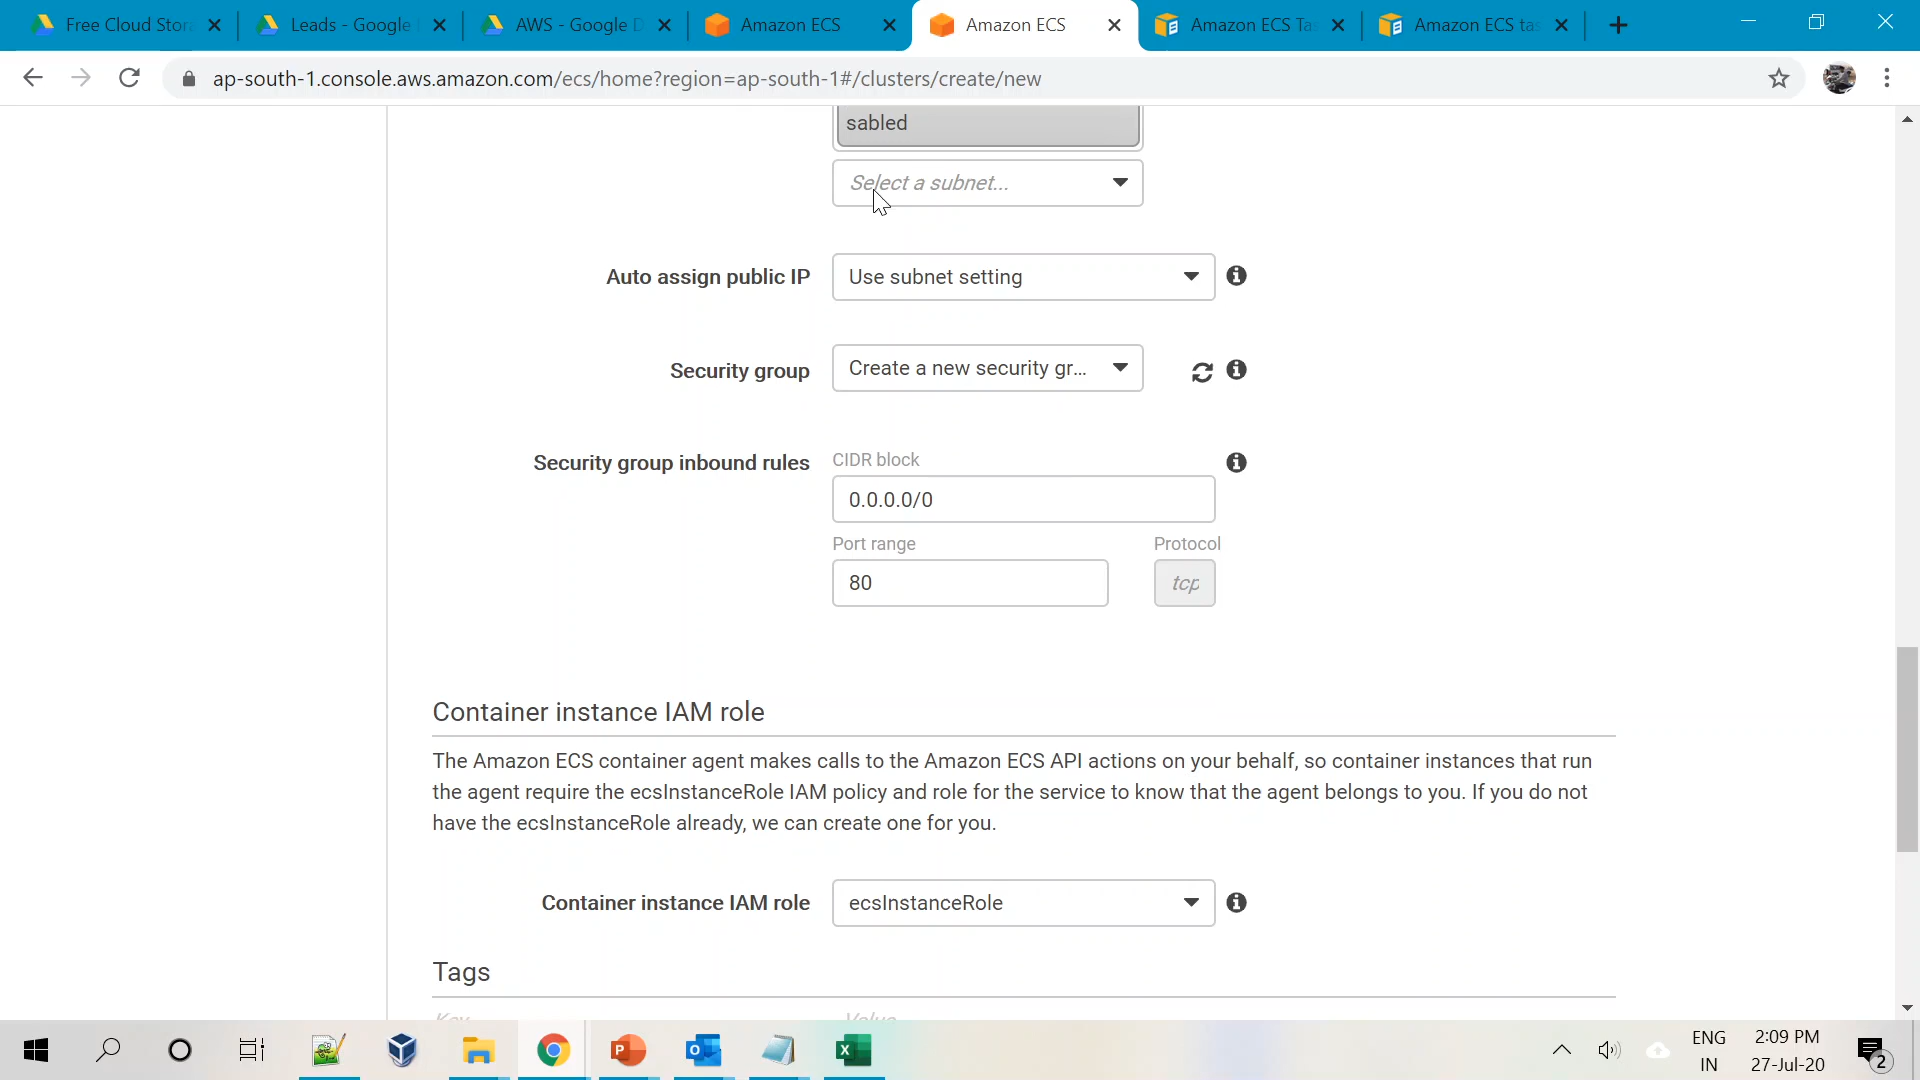 Free Cloud Stor
Leads - Google
AWS - Google D
Amazon ECS
Amazon ECS
Amazon ECS Ta
Amazon ECS tas
ap-south-1.console.aws.amazon.com/ecs/home?region=ap-south-1#/clusters/create/new
sabled
Select a subnet...
Auto assign public IP
Use subnet setting
Security group
Create a new security gr...
Security group inbound rules
CIDR block
0.0.0.0/0
Port range
Protocol
80
tcp
Container instance IAM role
The Amazon ECS container agent makes calls to the Amazon ECS API actions on your behalf, so container instances that run
the agent require the ecsInstanceRole IAM policy and role for the service to know that the agent belongs to you. If you do not
have the ecsInstanceRole already, we can create one for you.
Container instance IAM role
ecsInstanceRole
Tags
Key
Value
ENG
IN
2:09 PM
27-Jul-20
2